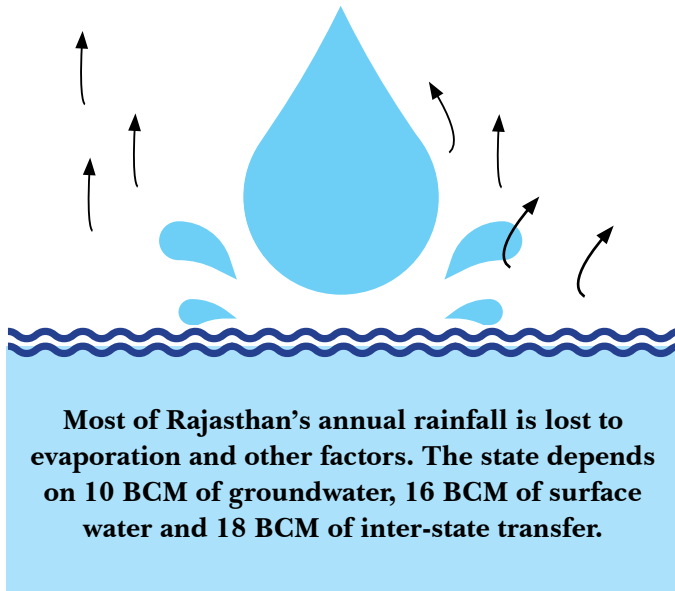 Most of Rajasthan’s annual rainfall is lost to
evaporation and other factors. The state depends
on 10 BCM of groundwater, 16 BCM of surface
water and 18 BCM of inter-state transfer.